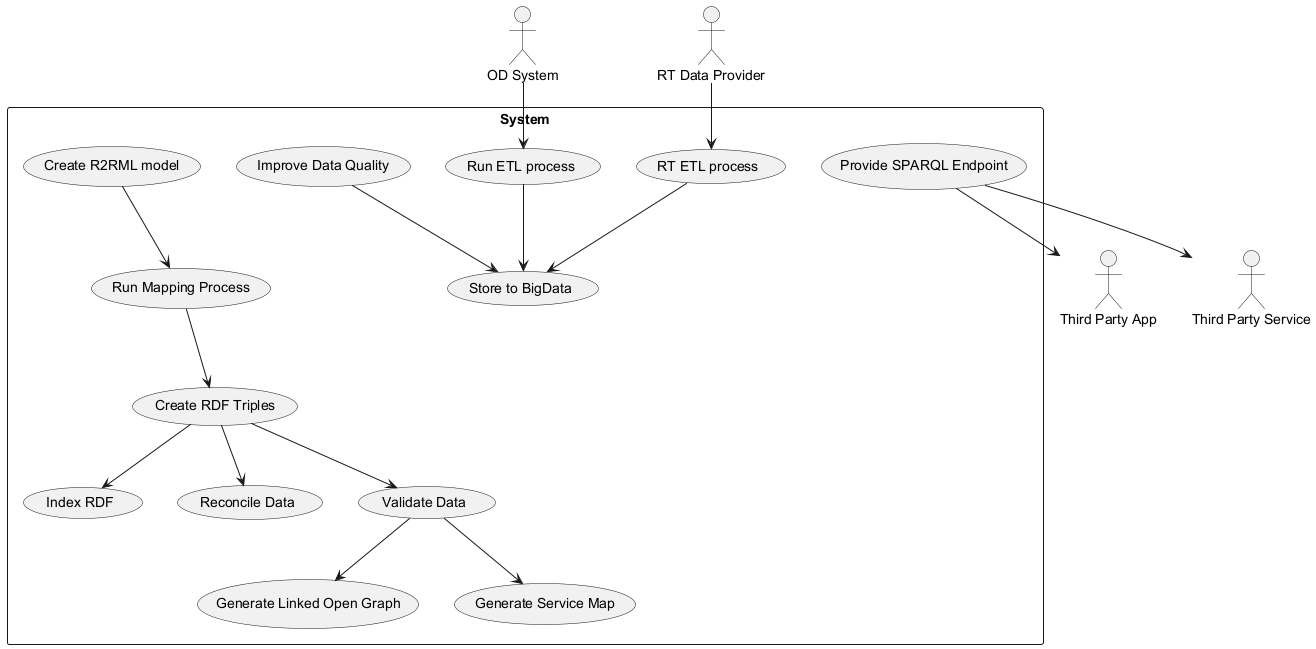 OD System
RT Data Provider
System
Create R2RML model
Improve Data Quality
Run ETL process
RT ETL process
Provide SPARQL Endpoint
Run Mapping Process
Store to BigData
Third Party App
Third Party Service
Create RDF Triples
Index RDF
Reconcile Data
Validate Data
Generate Linked Open Graph
Generate Service Map